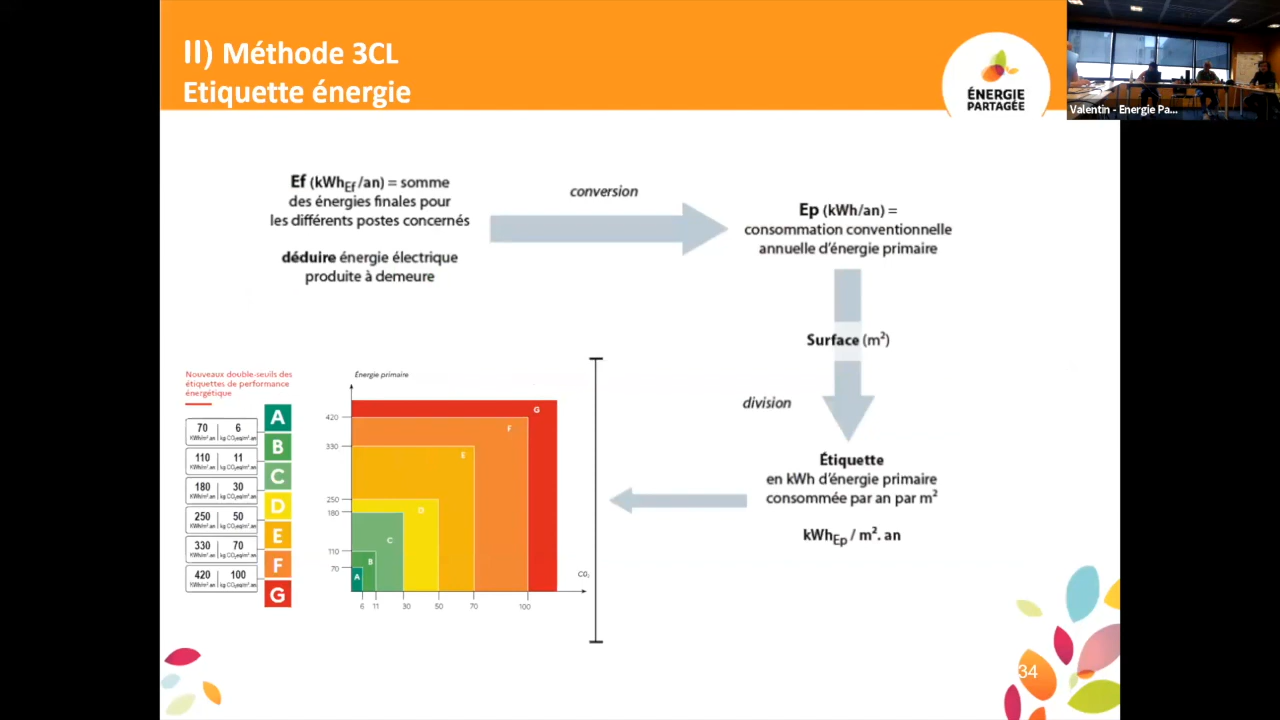 II) Méthode 3CL
Etiquette énergie
ÉNERGIE
PARTAGÉE
Valentin - Energie Pa...
Ef (kWhEf/an) = somme
des énergies finales pour
les différents postes concernés
déduire énergie électrique
produite à demeure
conversion
Ep (kWh/an) =
consommation conventionnelle
annuelle d'énergie primaire
Surface (m²)
division
Étiquette
en kWh d'énergie primaire
consommée par an par m²
kWhEp / m². an
Nouveaux double-seuils des
étiquettes de performance
énergétique
A
70 6
KWh/m².an kg CO₂eq/m².an
B
110 11
KWh/m².an kg CO₂eq/m².an
C
180 30
KWh/m².an kg CO₂eq/m².an
D
250 50
KWh/m².an kg CO₂eq/m².an
E
330 70
KWh/m².an kg CO₂eq/m².an
F
420 100
KWh/m².an kg CO₂eq/m².an
G
Énergie primaire
420
330
250
180
110
70
G
F
E
D
C
B
A
CO₂
6 11 30 50 70 100
34